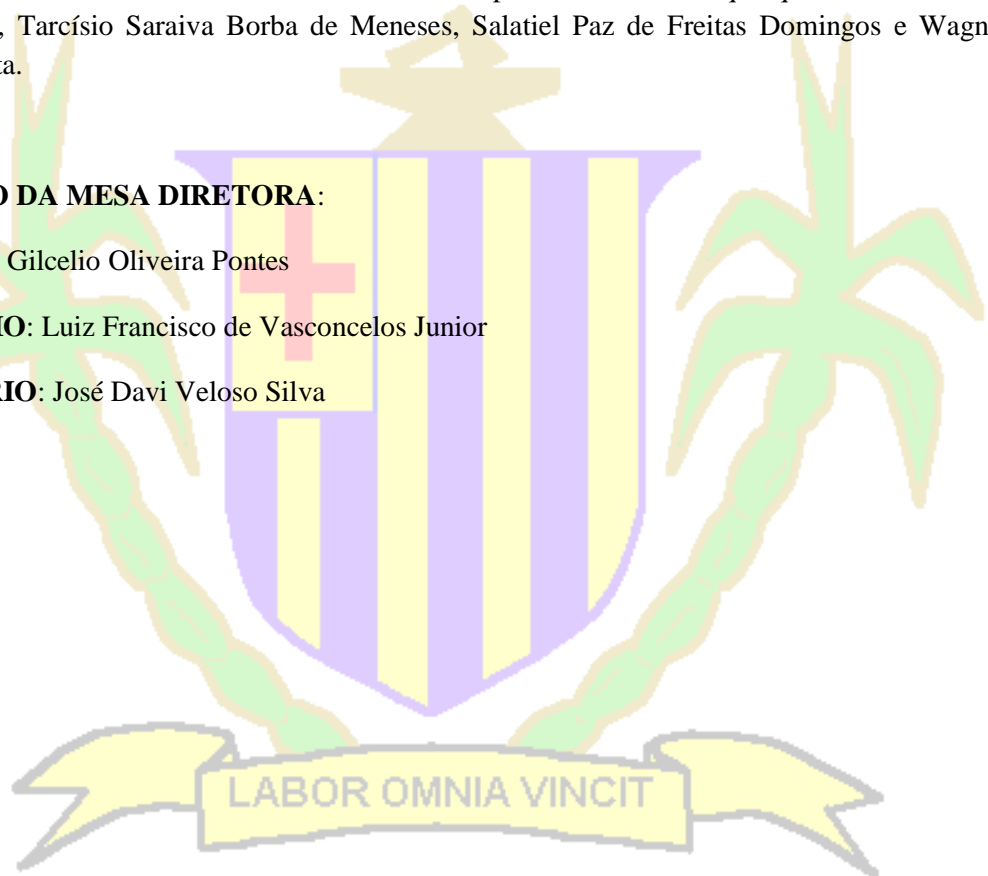 , Tarcísio Saraiva Borba de Meneses, Salatiel Paz de Freitas Domingos e Wagn
ta.
O DA MESA DIRETORA:
Gilcelio Oliveira Pontes
IO: Luiz Francisco de Vasconcelos Junior
RIO: José Davi Veloso Silva
LABOR OMNIA VINCIT